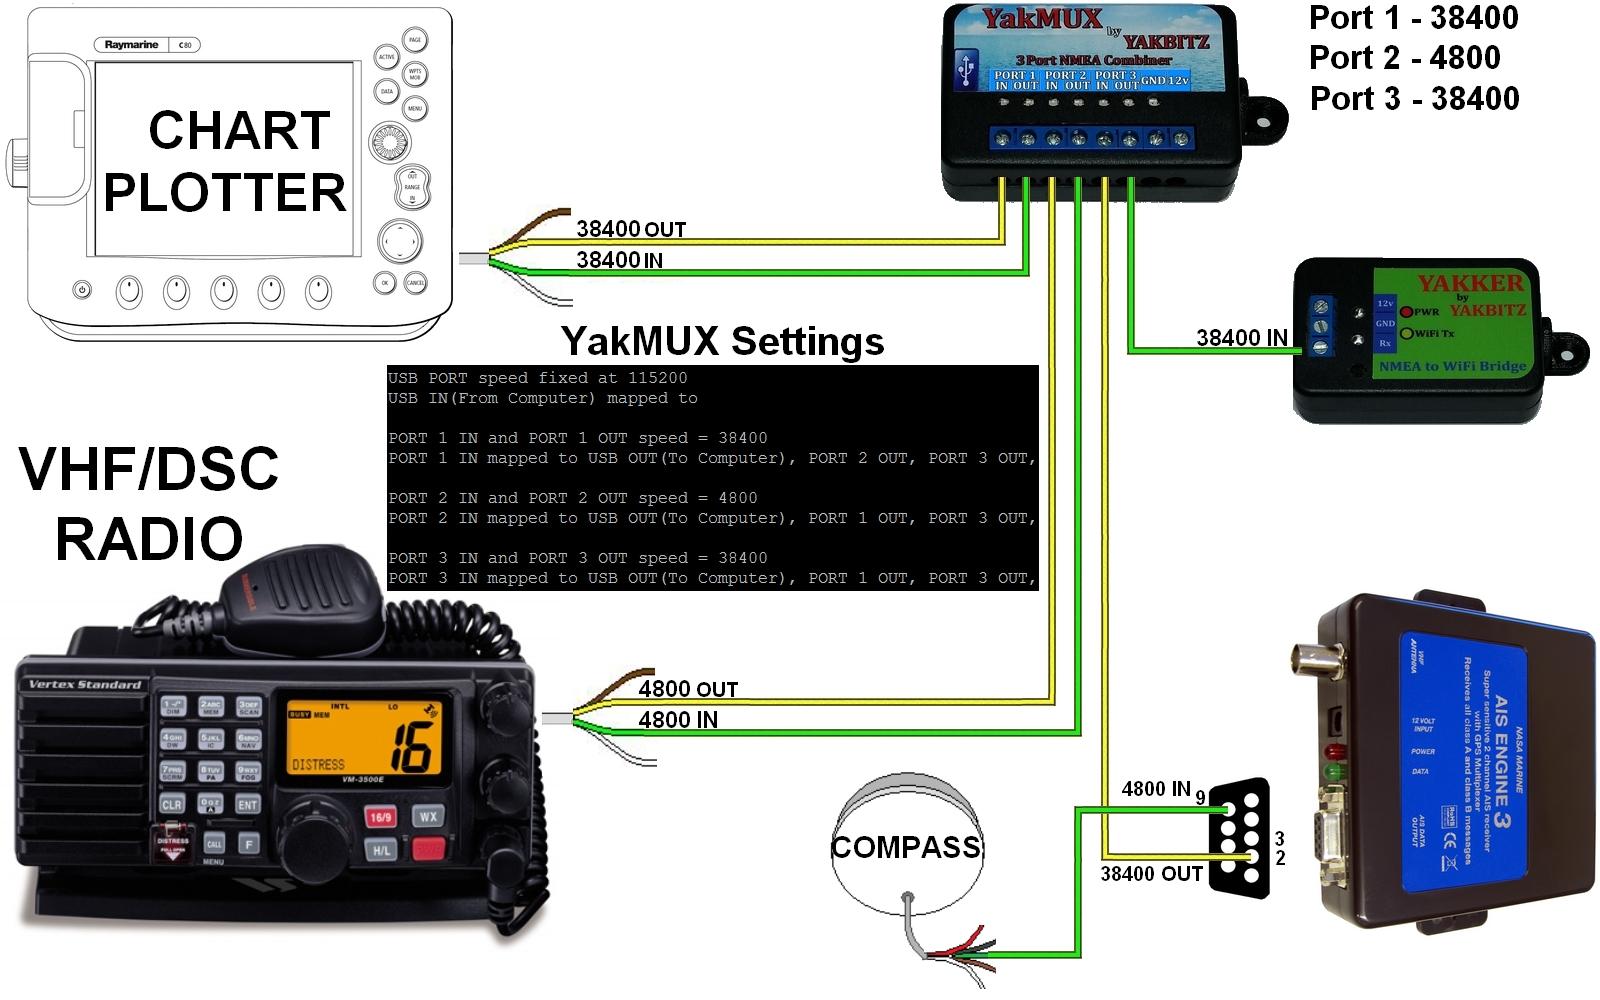 Raymarine C80
PAGE
ACTIVE
WPTS
MOB
DATA
MENU
OUT
RANGE
IN
OK
CANCEL
CHART
PLOTTER
YakMUX
by YAKBITZ
3 Port NMEA Combiner
PORT 1 PORT 2 PORT 3 GND 12v
IN OUT IN OUT IN OUT
Port 1 - 38400
Port 2 - 4800
Port 3 - 38400
38400 OUT
38400 IN
38400 IN
YAKKER
by
YAKBITZ
12v
GND
Rx
PWR
WiFi Tx
NMEA to WiFi Bridge
YakMUX Settings
USB PORT speed fixed at 115200
USB IN(From Computer) mapped to
PORT 1 IN and PORT 1 OUT speed = 38400
PORT 1 IN mapped to USB OUT(To Computer), PORT 2 OUT, PORT 3 OUT,
PORT 2 IN and PORT 2 OUT speed = 4800
PORT 2 IN mapped to USB OUT(To Computer), PORT 1 OUT, PORT 3 OUT,
PORT 3 IN and PORT 3 OUT speed = 38400
PORT 3 IN mapped to USB OUT(To Computer), PORT 1 OUT, PORT 3 OUT,
VHF/DSC
RADIO
Vertex Standard
INTL LO
BUSY MEM
16
DISTRESS
VM-3500E
1 DIM
2ABC MEM
3DEF SCAN
4GHI DW
5JKL IC
6MNO NAV
7PRS SCRM
8TUV PA
9WXY FOG
CLR
ENT
DISTRESS
CALL
F
MENU
16/9
WX
H/L
4800 OUT
4800 IN
COMPASS
4800 IN 9
3
2
38400 OUT
VHF
ANTENNA
12 VOLT
INPUT
POWER
DATA
AIS DATA
OUTPUT
NASA MARINE
AIS ENGINE 3
Super sensitive 2 channel AIS receiver
with GPS Multiplexer
Receives all class A and class B messages
RoHS
CE